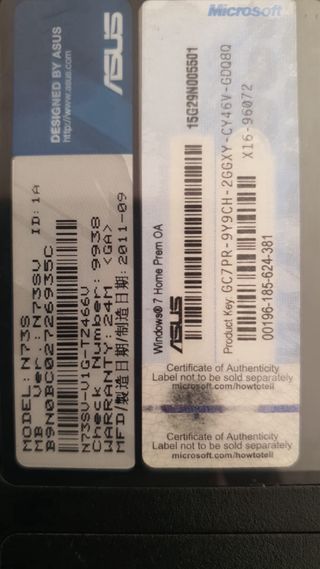 DESIGNED BY ASUS
http://www.asus.com
ASUS
MODEL: N73S
MB Ver.: N73SV ID: 1A
B9N0BC02726935C
N73SV-V1G-TZ466V
Check Number: 9938
WARRANTY: 24M <GA>
MFD/製造日期/制造日期: 2011-09
Microsoft
15G29N005501
Windows® 7 Home Prem OA
ASUS
Product Key: GC7PR-9Y9CH-2GGXY-CY46V-GDQ8Q
X16-96072
00196-185-624-381
Certificate of Authenticity
Label not to be sold separately
microsoft.com/howtotell
Certificate of Authenticity
Label not to be sold separately
microsoft.com/howtotell